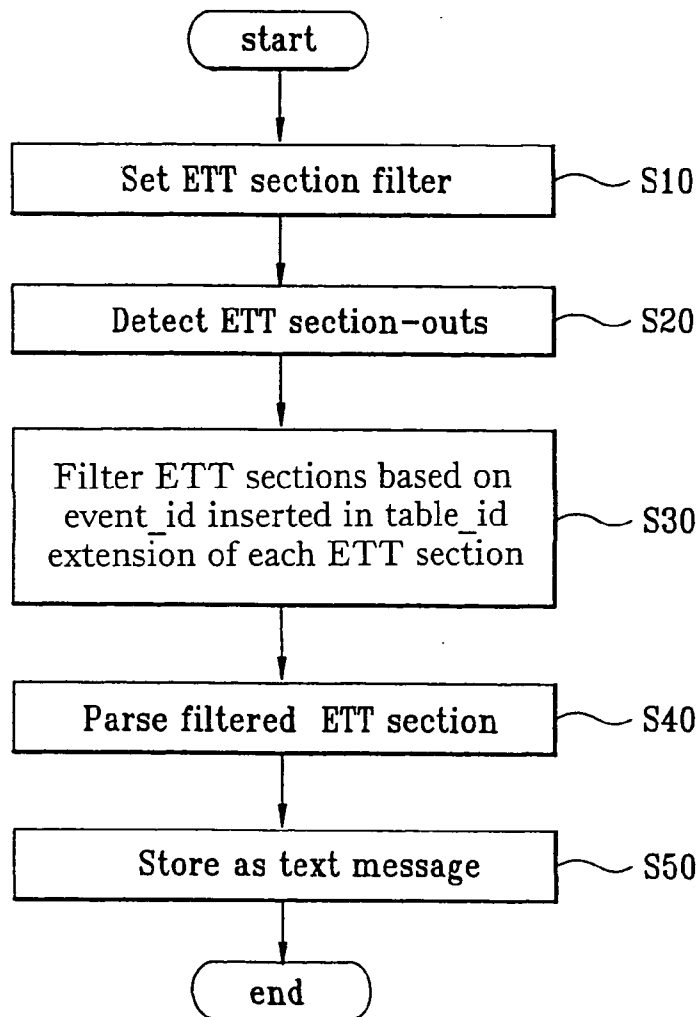 start
Set ETT section filter
S10
Detect ETT section-outs
S20
Filter ETT sections based on
event_id inserted in table_id
extension of each ETT section
S30
Parse filtered ETT section
S40
Store as text message
S50
end